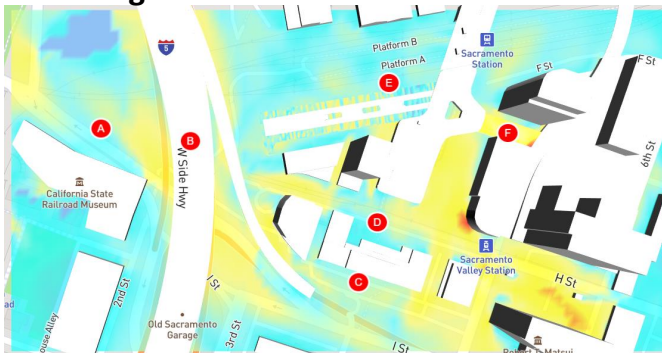 5
Platform B
Platform A
Sacramento
Station
F St
F St
E
A
B
F
6th St
W Side Hwy
California State
Railroad Museum
D
Sacramento
Valley Station
C
2nd St
I St
H St
Old Sacramento
Garage
3rd St
I St